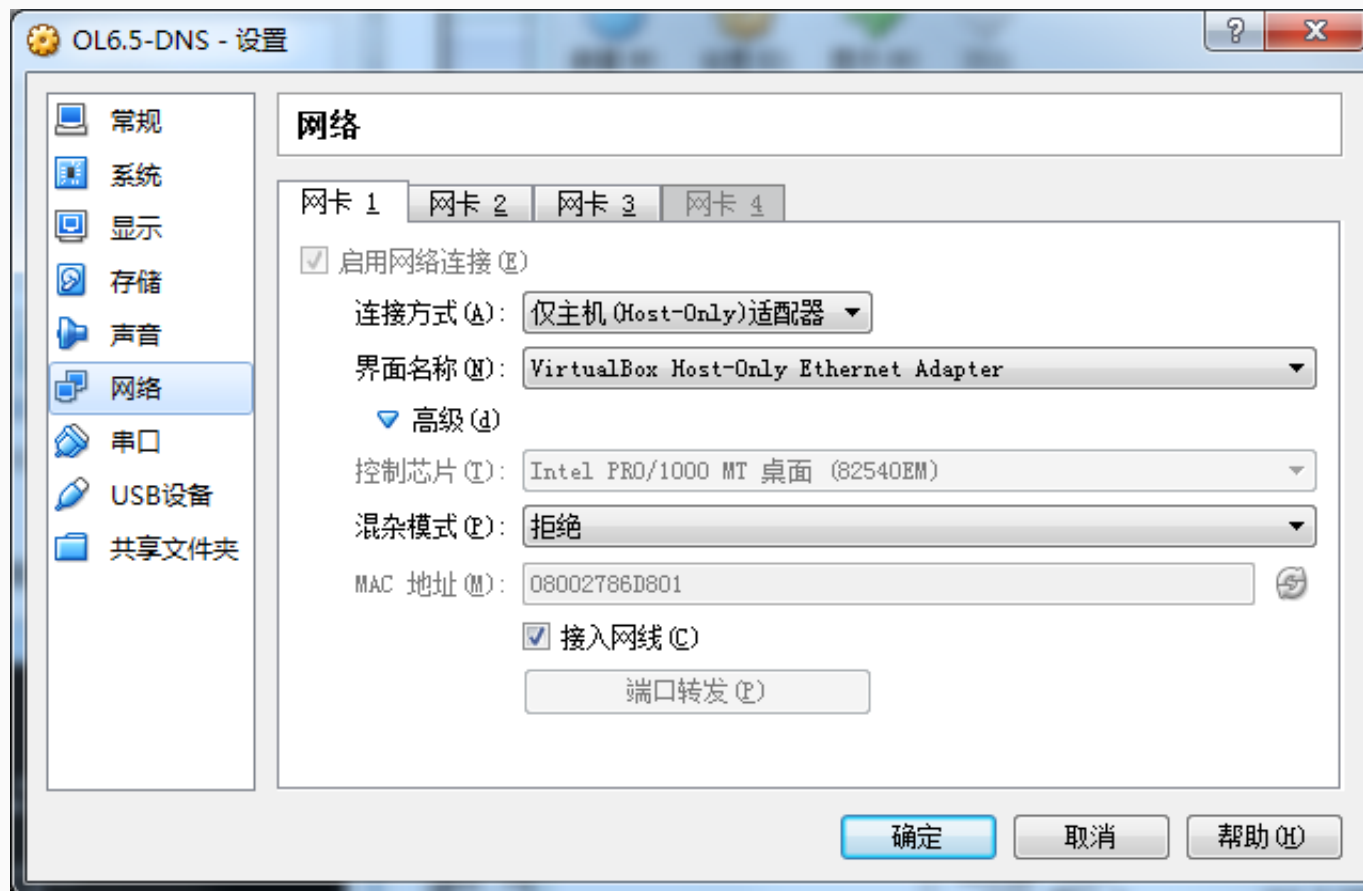 OL6.5-DNS - 设置
常规
系统
显示
存储
声音
网络
串口
USB设备
共享文件夹
网络
网卡 1 网卡 2 网卡 3 网卡 4
启用网络连接(E)
连接方式(A): 仅主机(Host-Only)适配器
界面名称(N): VirtualBox Host-Only Ethernet Adapter
高级(d)
控制芯片(T): Intel PRO/1000 MT 桌面 (82540EM)
混杂模式(P): 拒绝
MAC 地址(M): 08002786D801
接入网线(C)
端口转发(P)
确定 取消 帮助(H)